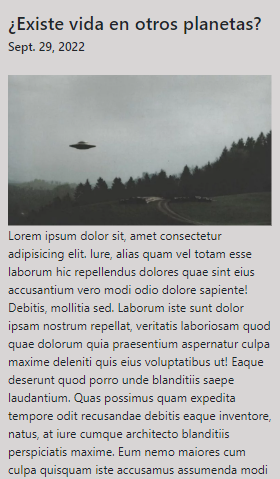 ¿Existe vida en otros planetas?
Sept. 29, 2022
Lorem ipsum dolor sit, amet consectetur
adipisicing elit. Iure, alias quam vel totam esse
laborum hic repellendus dolores quae sint eius
accusantium vero modi odio dolore sapiente!
Debitis, mollitia sed. Laborum iste sunt dolor
ipsam nostrum repellat, veritatis laboriosam quod
quae dolorum quia praesentium aspernatur culpa
maxime deleniti quis eius voluptatibus ut! Eaque
deserunt quod porro unde blanditiis saepe
laudantium. Quas possimus quam expedita
tempore odit recusandae debitis eaque inventore,
natus, at iure cumque architecto blanditiis
perspiciatis maxime. Eum nemo maiores cum
culpa quisquam iste accusamus assumenda modi